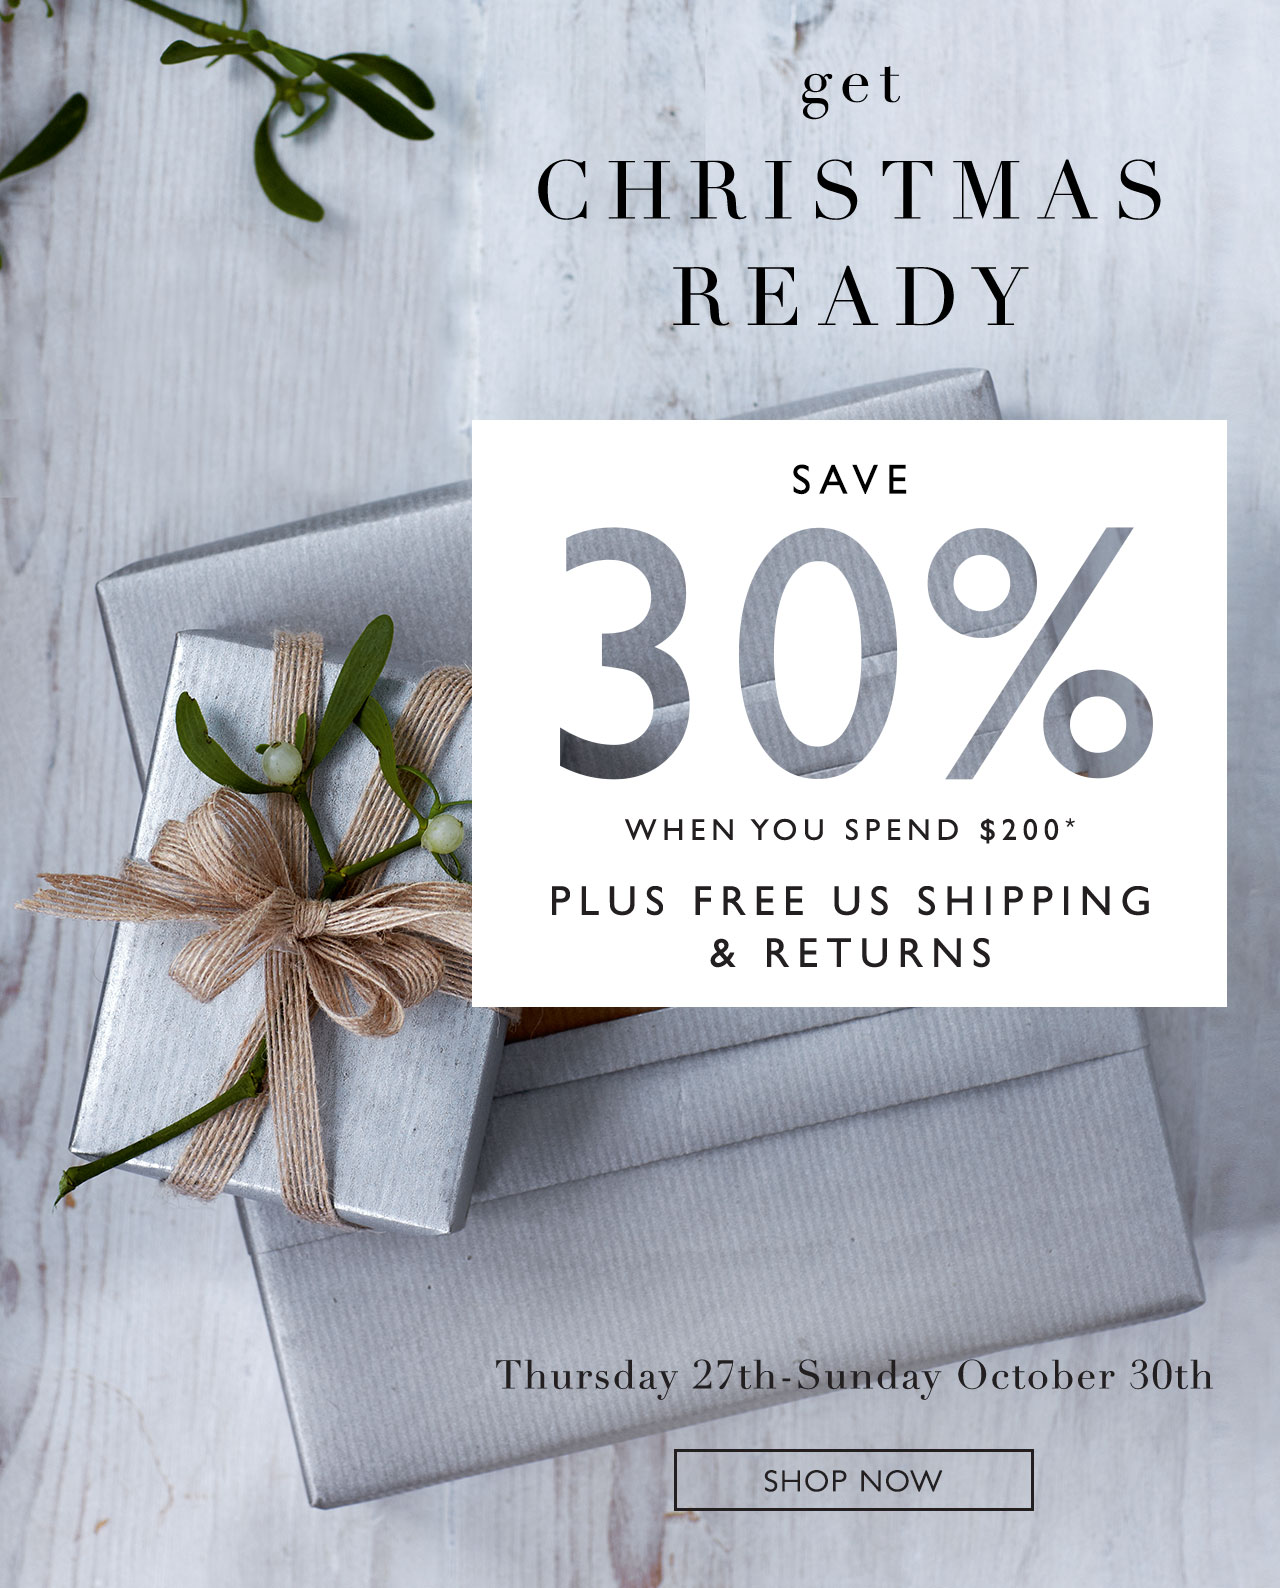 get
CHRISTMAS
READY
SAVE
30%
WHEN YOU SPEND $200*
PLUS FREE US SHIPPING
& RETURNS
Thursday 27th-Sunday October 30th
SHOP NOW